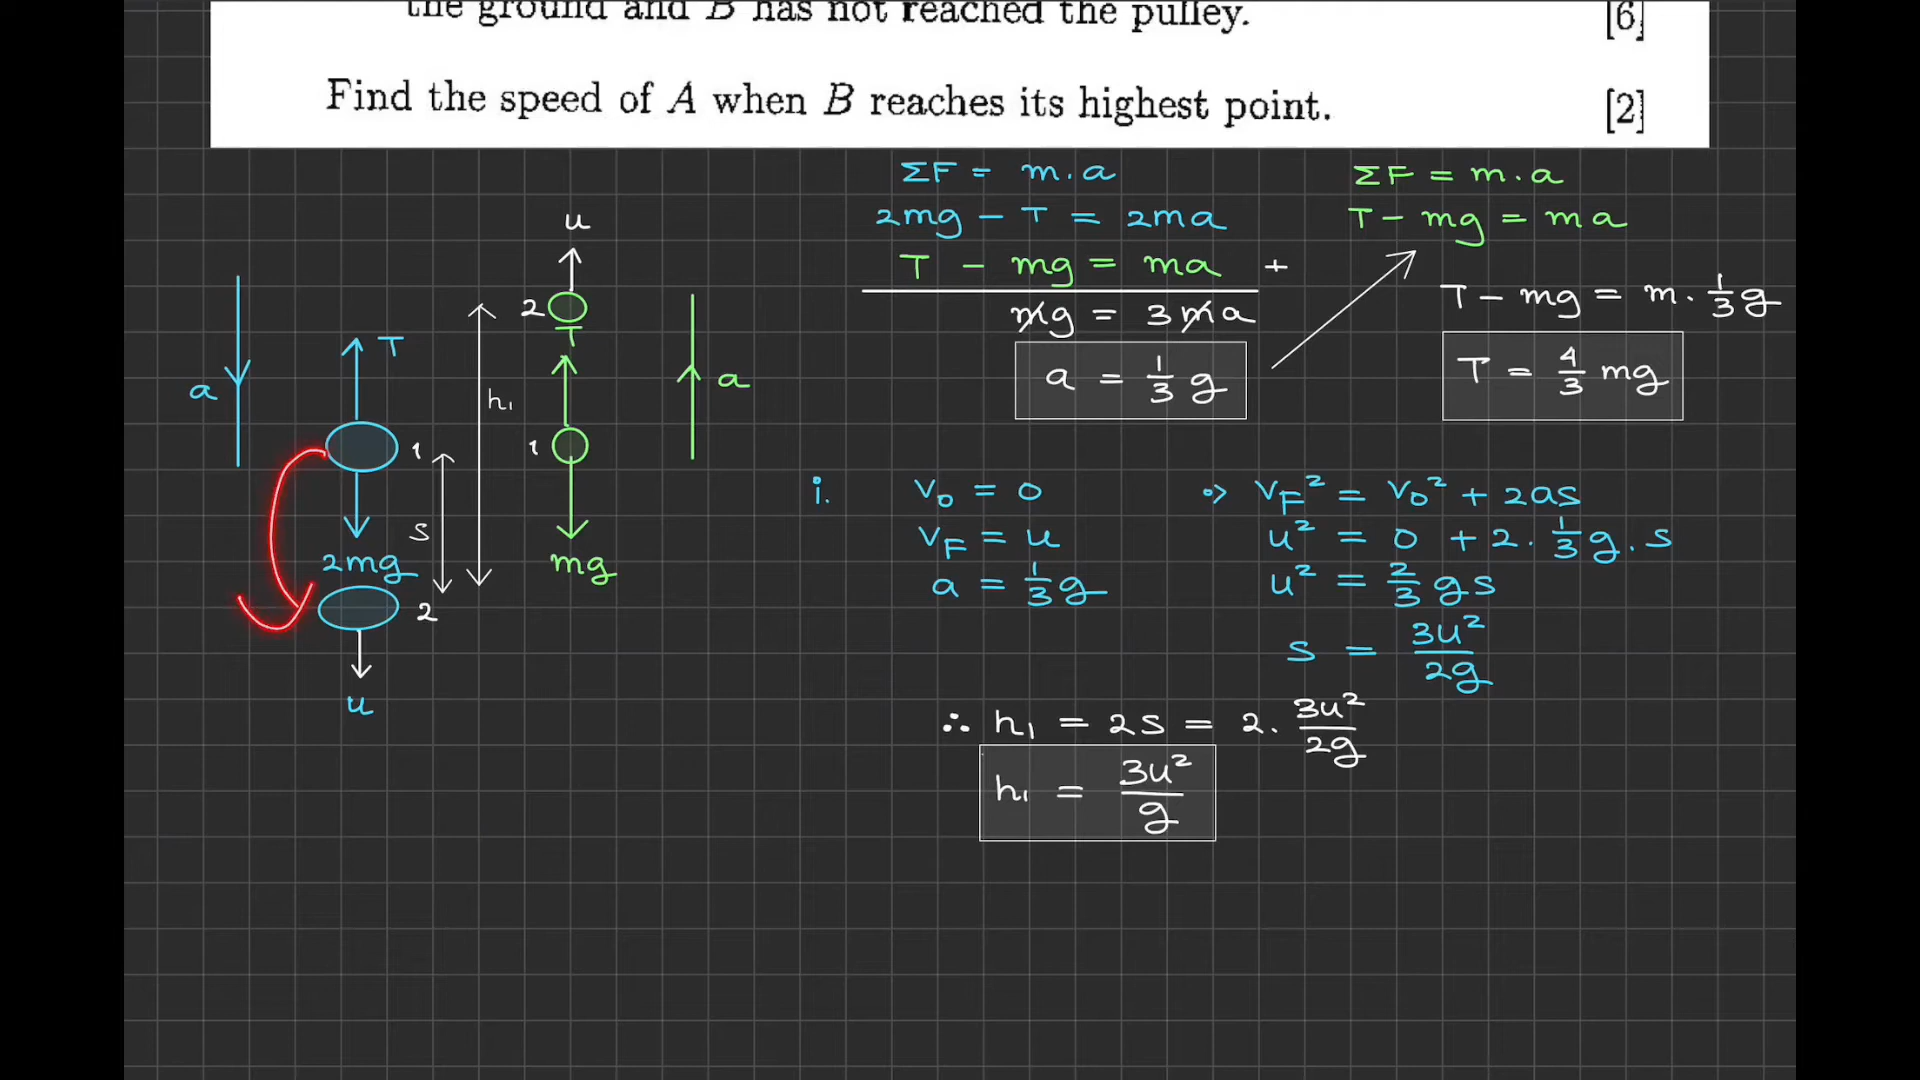 the ground and B has not reached the pulley. [6]
Find the speed of A when B reaches its highest point. [2]
ΣF = m.a
2mg - T = 2ma
T - mg = ma +
mg = 3ma
a = 1/3 g
ΣF = m.a
T - mg = ma
T - mg = m. 1/3 g
T = 4/3 mg
u
2
T
T
a
h₁
a
1
1
S
2mg
mg
2
u
i. v₀ = 0
v_F = u
a = 1/3 g
⇒ v_F² = v₀² + 2as
u² = 0 + 2. 1/3 g.s
u² = 2/3 gs
s = 3u²/2g
∴ h₁ = 2s = 2. 3u²/2g
h₁ = 3u²/g